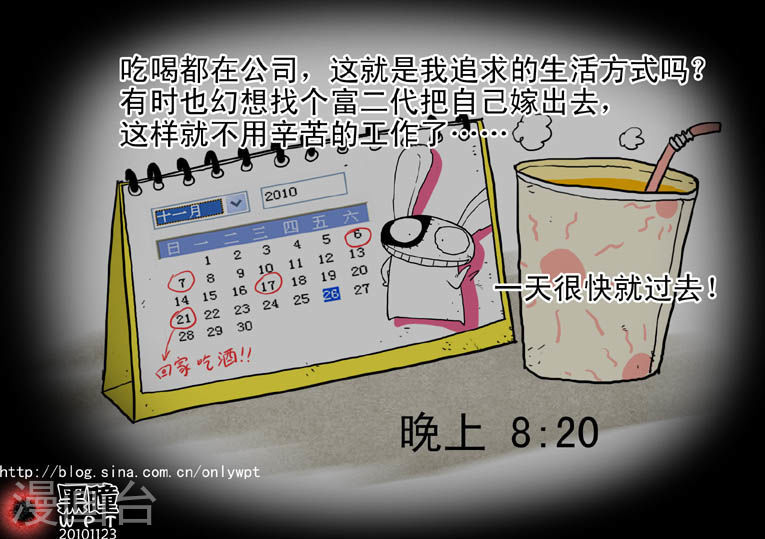 吃喝都在公司，这就是我追求的生活方式吗？
有时也幻想找个富二代把自己嫁出去，
这样就不用辛苦的工作了……
十一月 2010
日 一 二 三 四 五 六
1 2 3 4 5 6
7 8 9 10 11 12 13
14 15 16 17 18 19 20
21 22 23 24 25 26 27
28 29 30
回家吃酒!!
一天很快就过去！
晚上 8:20
http://blog.sina.com.cn/onlywpt
黑瞳
WPT
20101123
漫画台